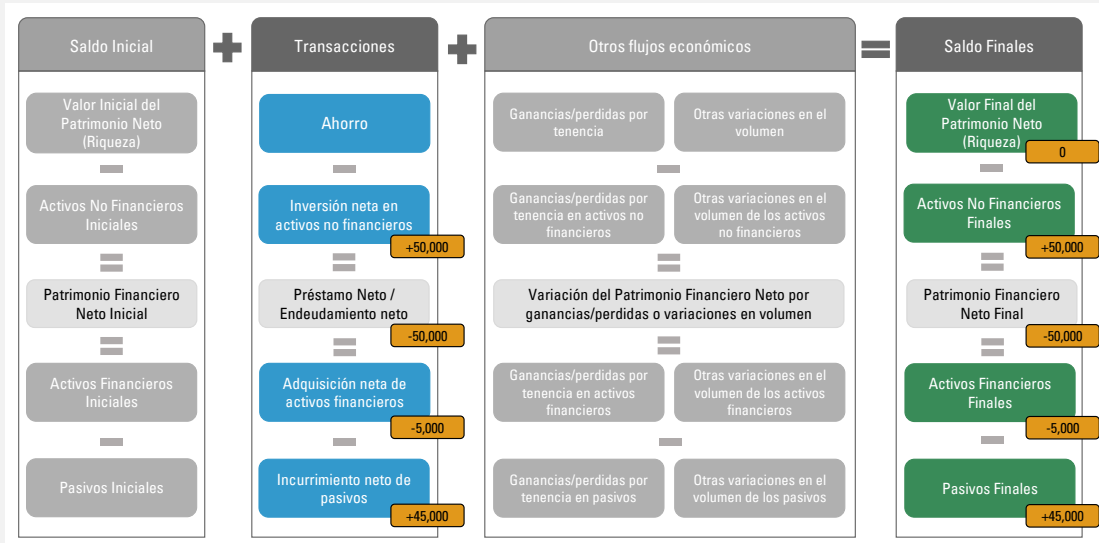 Saldo Inicial
Transacciones
Otros flujos económicos
Saldo Finales
Valor Inicial del
Patrimonio Neto
(Riqueza)
Ahorro
Ganancias/perdidas por
tenencia
Otras variaciones en el
volumen
Valor Final del
Patrimonio Neto
(Riqueza)
0
Activos No Financieros
Iniciales
Inversión neta en
activos no financieros
+50,000
Ganancias/perdidas por
tenencia en activos no
financieros
Otras variaciones en el
volumen de los activos
no financieros
Activos No Financieros
Finales
+50,000
Patrimonio Financiero
Neto Inicial
Préstamo Neto /
Endeudamiento neto
-50,000
Variación del Patrimonio Financiero Neto por
ganancias/perdidas o variaciones en volumen
Patrimonio Financiero
Neto Final
-50,000
Activos Financieros
Iniciales
Adquisición neta de
activos financieros
-5,000
Ganancias/perdidas por
tenencia en activos
financieros
Otras variaciones en el
volumen de los activos
financieros
Activos Financieros
Finales
-5,000
Pasivos Iniciales
Incurrimiento neto de
pasivos
+45,000
Ganancias/perdidas por
tenencia en pasivos
Otras variaciones en el
volumen de los pasivos
Pasivos Finales
+45,000